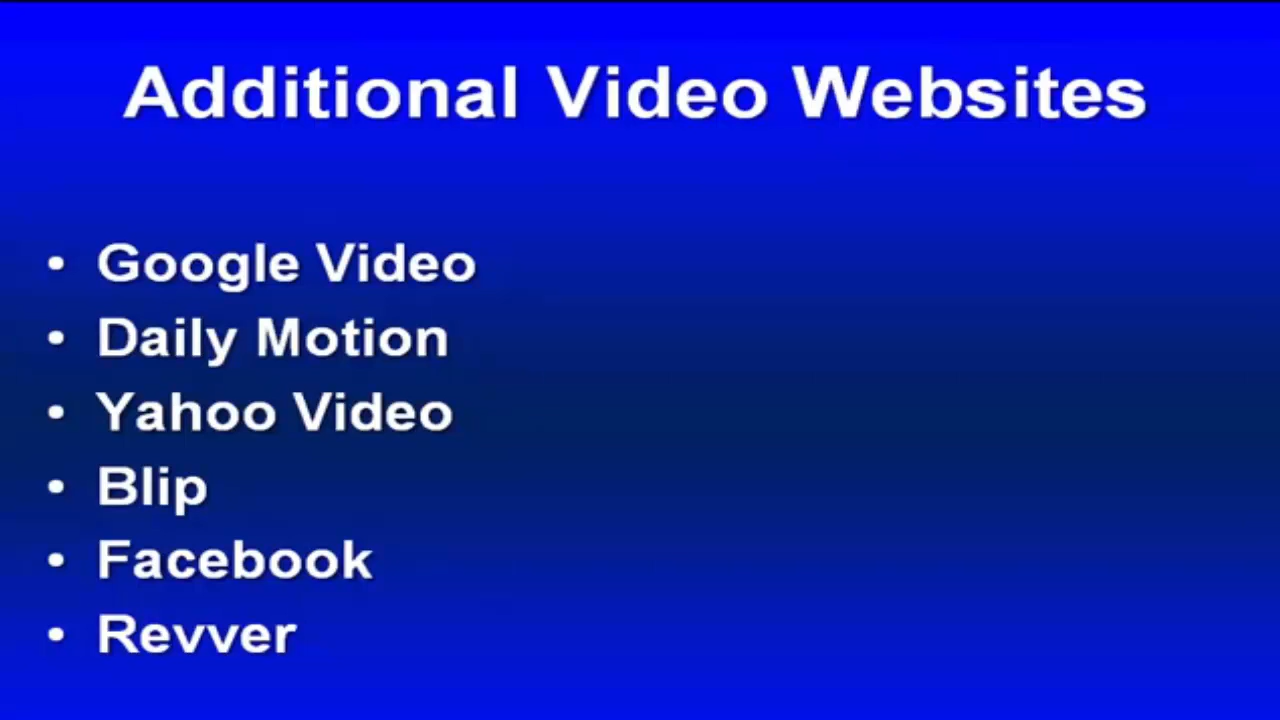 Additional Video Websites
• Google Video
• Daily Motion
• Yahoo Video
• Blip
• Facebook
• Revver